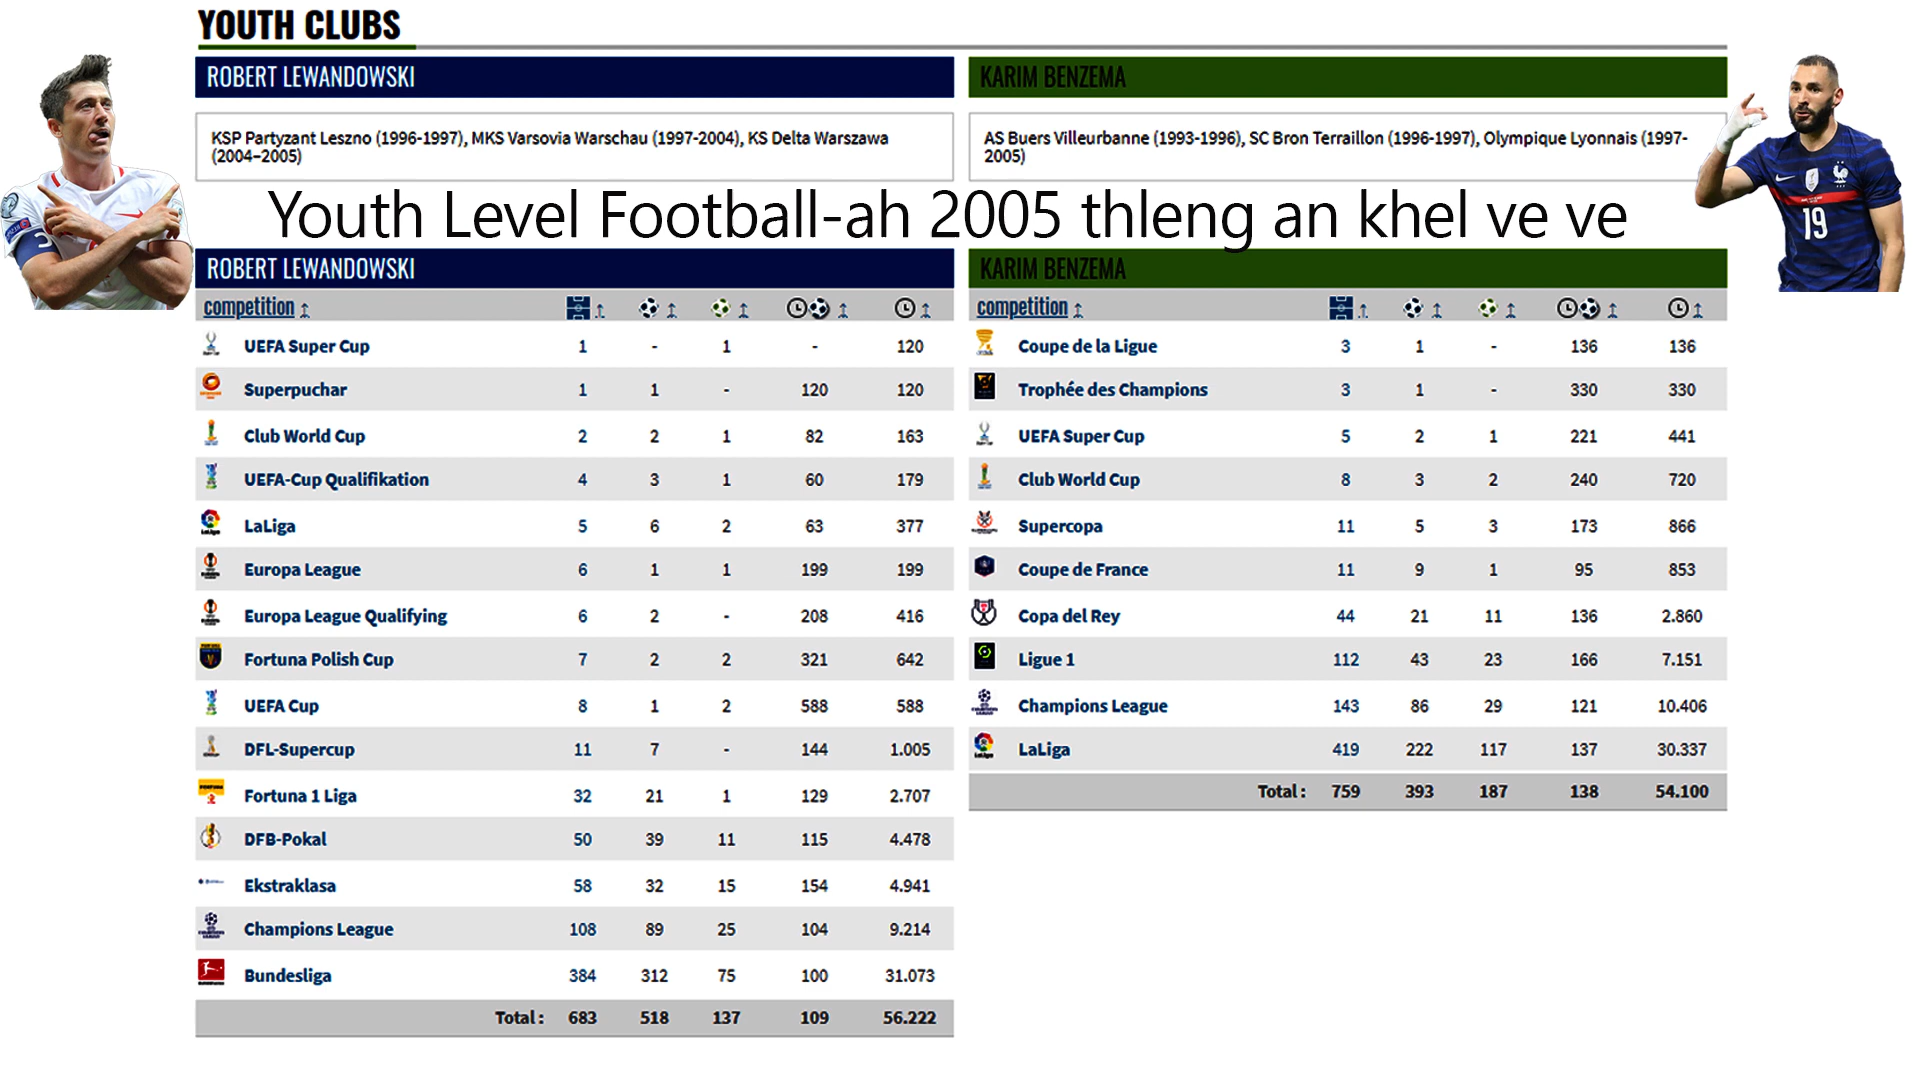 YOUTH CLUBS
ROBERT LEWANDOWSKI
KARIM BENZEMA
KSP Partyzant Leszno (1996-1997), MKS Varsovia Warschau (1997-2004), KS Delta Warszawa
(2004–2005)
AS Buers Villeurbanne (1993-1996), SC Bron Terraillon (1996-1997), Olympique Lyonnais (1997-
2005)
Youth Level Football-ah 2005 thleng an khel ve ve
ROBERT LEWANDOWSKI
competition
UEFA Super Cup 1 - 1 - 120
Superpuchar 1 1 - 120 120
Club World Cup 2 2 1 82 163
UEFA-Cup Qualifikation 4 3 1 60 179
LaLiga 5 6 2 63 377
Europa League 6 1 1 199 199
Europa League Qualifying 6 2 - 208 416
Fortuna Polish Cup 7 2 2 321 642
UEFA Cup 8 1 2 588 588
DFL-Supercup 11 7 - 144 1.005
Fortuna 1 Liga 32 21 1 129 2.707
DFB-Pokal 50 39 11 115 4.478
Ekstraklasa 58 32 15 154 4.941
Champions League 108 89 25 104 9.214
Bundesliga 384 312 75 100 31.073
Total : 683 518 137 109 56.222
KARIM BENZEMA
competition
Coupe de la Ligue 3 1 - 136 136
Trophée des Champions 3 1 - 330 330
UEFA Super Cup 5 2 1 221 441
Club World Cup 8 3 2 240 720
Supercopa 11 5 3 173 866
Coupe de France 11 9 1 95 853
Copa del Rey 44 21 11 136 2.860
Ligue 1 112 43 23 166 7.151
Champions League 143 86 29 121 10.406
LaLiga 419 222 117 137 30.337
Total : 759 393 187 138 54.100
19